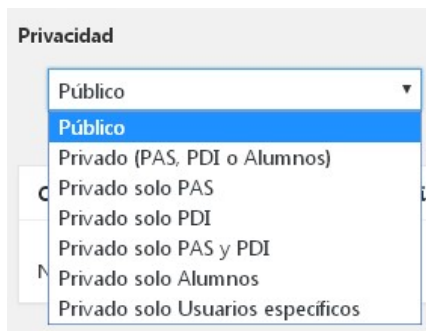 Privacidad
Público
Público
Privado (PAS, PDI o Alumnos)
Privado solo PAS
Privado solo PDI
Privado solo PAS y PDI
Privado solo Alumnos
Privado solo Usuarios específicos